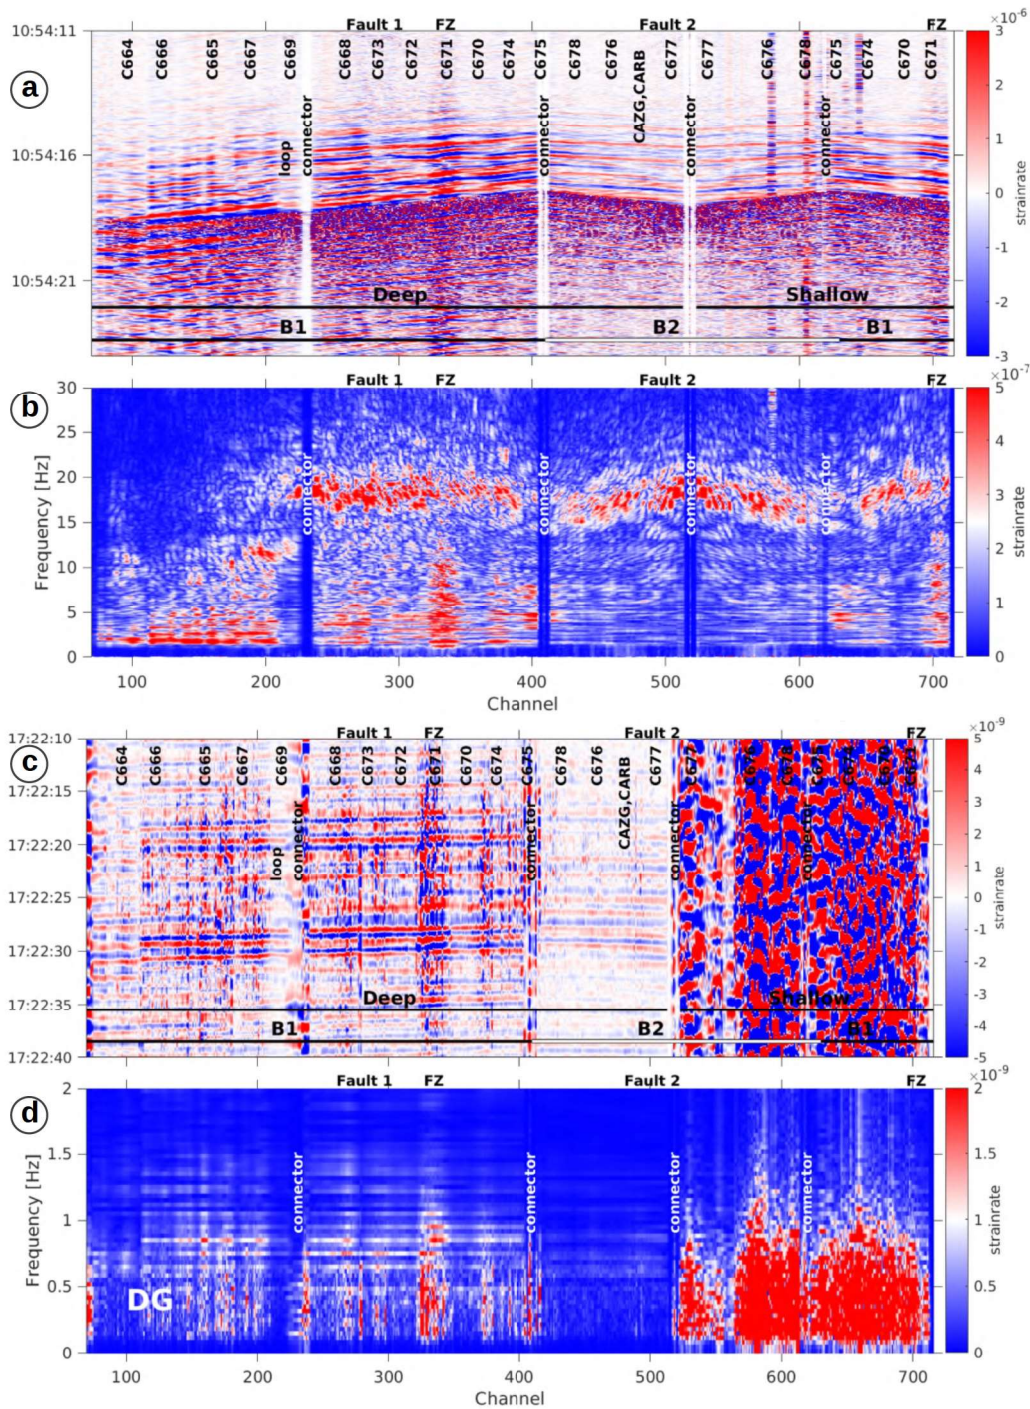 Fault 1 FZ Fault 2 FZ
×10⁻⁶
a
10:54:11
10:54:16
10:54:21
C664 C666 C665 C667 C669 C668 C673 C672 C671 C670 C674 C675 C678 C676 CAZG,CARB C677 C677 C676 C678 C675 C674 C670 C671
loop connector connector connector connector
Deep Shallow
B1 B2 B1
3
2
1
0
-1
-2
-3
strainrate
Fault 1 FZ Fault 2 FZ
×10⁻⁷
b
30
25
20
15
10
5
0
Frequency [Hz]
connector connector connector connector
100 200 300 400 500 600 700
Channel
5
4
3
2
1
0
strainrate
Fault 1 FZ Fault 2 FZ
×10⁻⁹
c
17:22:10
17:22:15
17:22:20
17:22:25
17:22:30
17:22:35
17:22:40
C664 C666 C665 C667 C669 C668 C673 C672 C671 C670 C674 C675 C678 C676 CAZG,CARB C677 C677 C676 C678 C675 C674 C670
loop connector connector connector connector
Deep Shallow
B1 B2 B1
5
4
3
2
1
0
-1
-2
-3
-4
-5
strainrate
Fault 1 FZ Fault 2 FZ
×10⁻⁹
d
2
1.5
1
0.5
0
Frequency [Hz]
connector connector connector connector
DG
100 200 300 400 500 600 700
Channel
2
1.5
1
0.5
0
strainrate